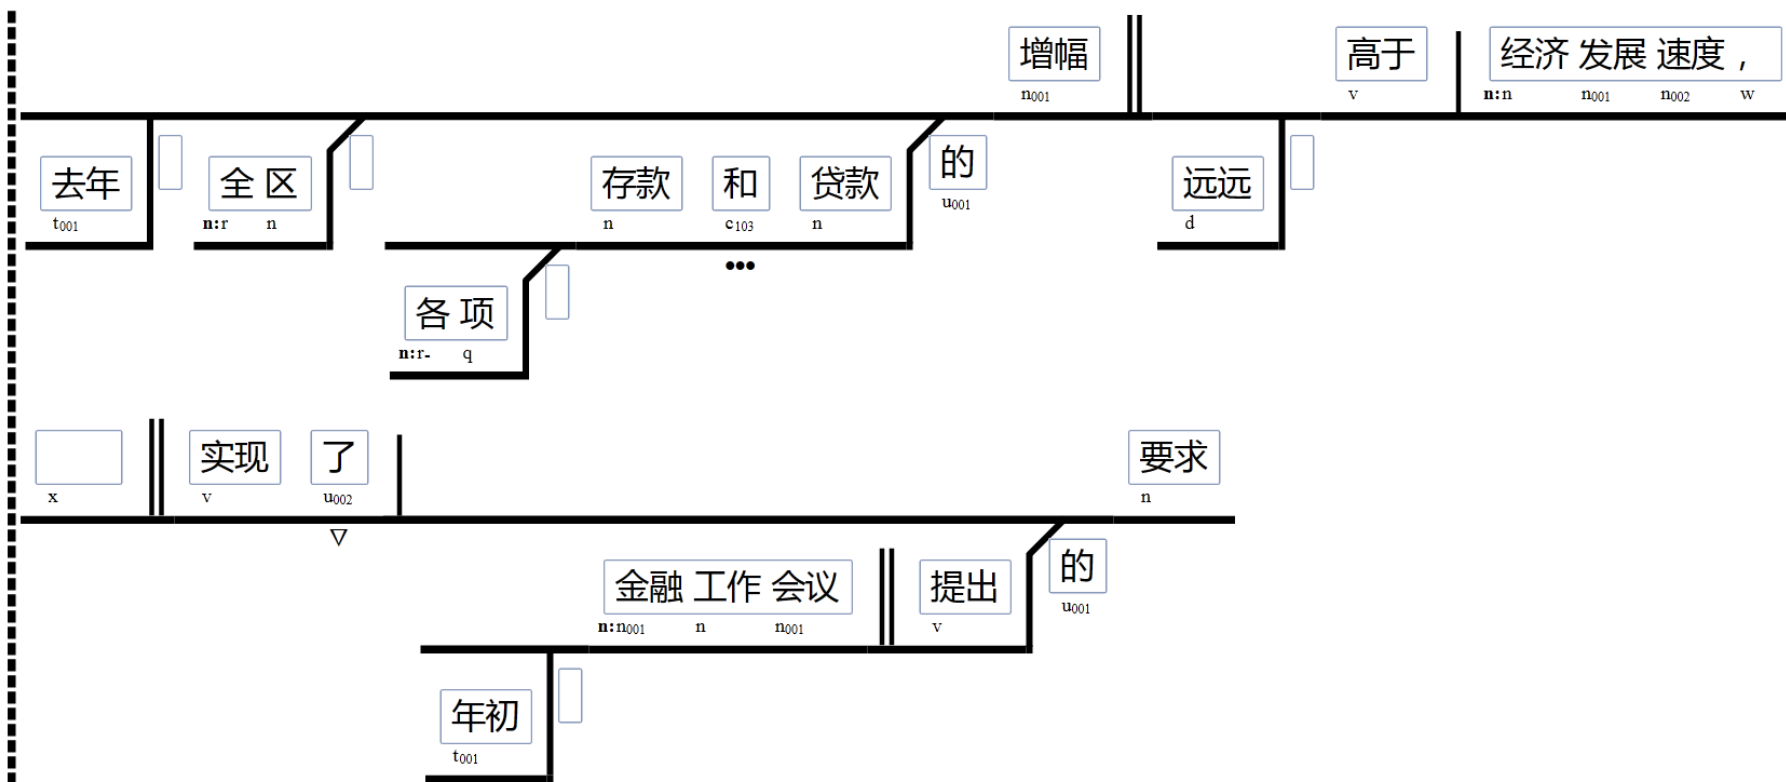 增幅 高于 经济 发展 速度，
n001 v n:n n001 n002 w
去年 全 区 存款 和 贷款 的 远远
t001 n:r n n c103 n u001 d
•••
各 项
n:r- q
实现 了 要求
x v u002 n
▽
金融 工作 会议 提出 的
n:n001 n n001 v u001
年初
t001